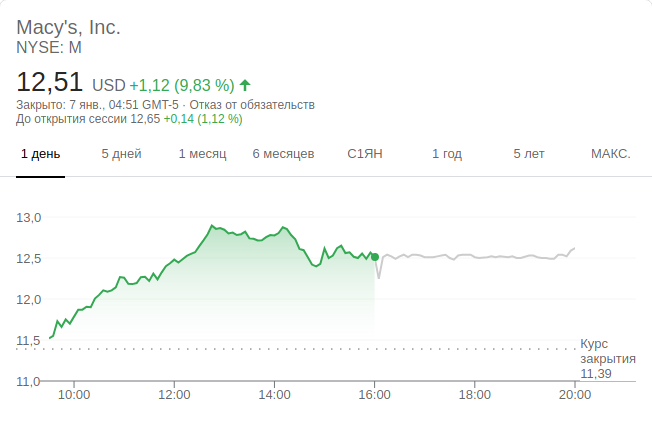 Macy's, Inc.
NYSE: M
12,51 USD +1,12 (9,83 %)
Закрыто: 7 янв., 04:51 GMT-5 · Отказ от обязательств
До открытия сессии 12,65 +0,14 (1,12 %)
1 день 5 дней 1 месяц 6 месяцев С1ЯН 1 год 5 лет МАКС.
13,0
12,5
12,0
11,5
11,0
Курс
закрытия
11,39
10:00 12:00 14:00 16:00 18:00 20:00